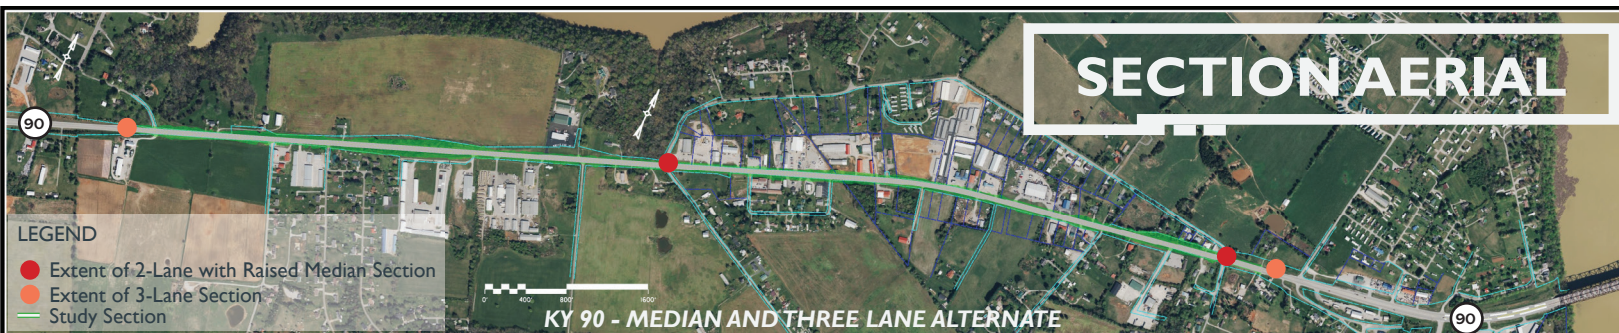 SECTION AERIAL
90
LEGEND
Extent of 2-Lane with Raised Median Section
Extent of 3-Lane Section
Study Section
0' 400' 800' 1600'
KY 90 - MEDIAN AND THREE LANE ALTERNATE
90